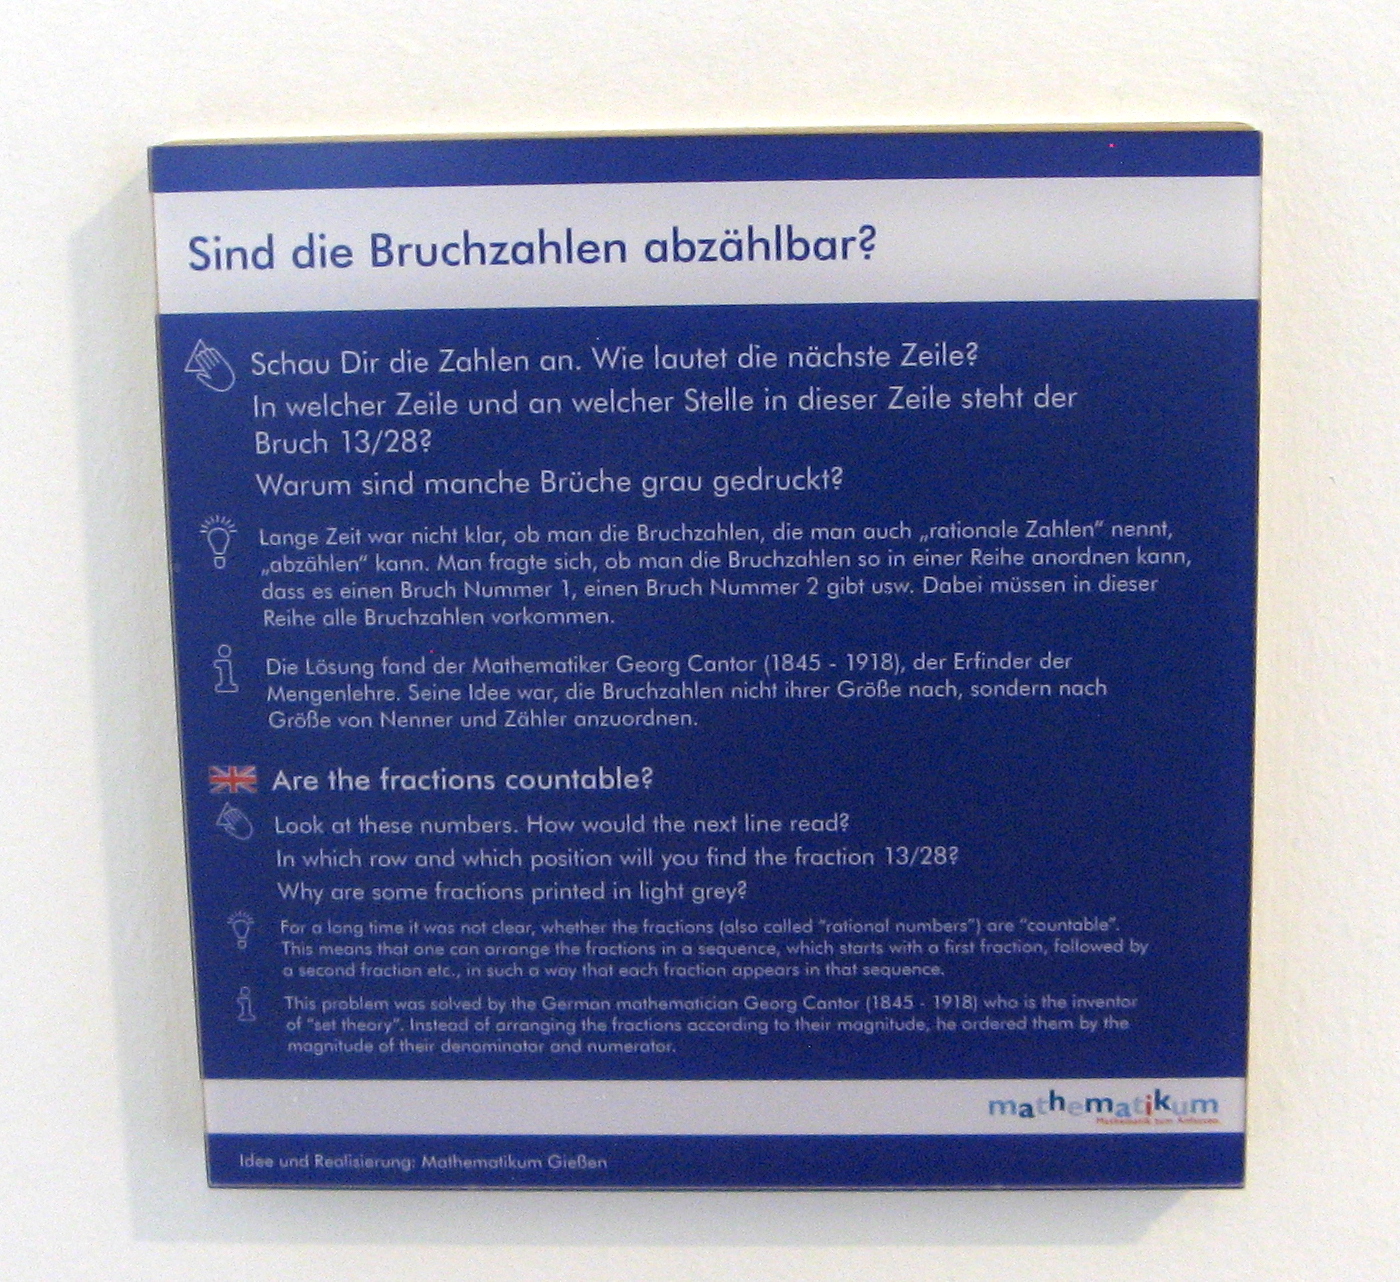 Sind die Bruchzahlen abzählbar?
Schau Dir die Zahlen an. Wie lautet die nächste Zeile?
In welcher Zeile und an welcher Stelle in dieser Zeile steht der
Bruch 13/28?
Warum sind manche Brüche grau gedruckt?
Lange Zeit war nicht klar, ob man die Bruchzahlen, die man auch „rationale Zahlen“ nennt,
„abzählen“ kann. Man fragte sich, ob man die Bruchzahlen so in einer Reihe anordnen kann,
dass es einen Bruch Nummer 1, einen Bruch Nummer 2 gibt usw. Dabei müssen in dieser
Reihe alle Bruchzahlen vorkommen.
Die Lösung fand der Mathematiker Georg Cantor (1845 - 1918), der Erfinder der
Mengenlehre. Seine Idee war, die Bruchzahlen nicht ihrer Größe nach, sondern nach
Größe von Nenner und Zähler anzuordnen.
Are the fractions countable?
Look at these numbers. How would the next line read?
In which row and which position will you find the fraction 13/28?
Why are some fractions printed in light grey?
For a long time it was not clear, whether the fractions (also called "rational numbers") are "countable".
This means that one can arrange the fractions in a sequence, which starts with a first fraction, followed by
a second fraction etc., in such a way that each fraction appears in that sequence.
This problem was solved by the German mathematician Georg Cantor (1845 - 1918) who is the inventor
of "set theory". Instead of arranging the fractions according to their magnitude, he ordered them by the
magnitude of their denominator and numerator.
mathematikum
Mathematik zum Anfassen
Idee und Realisierung: Mathematikum Gießen